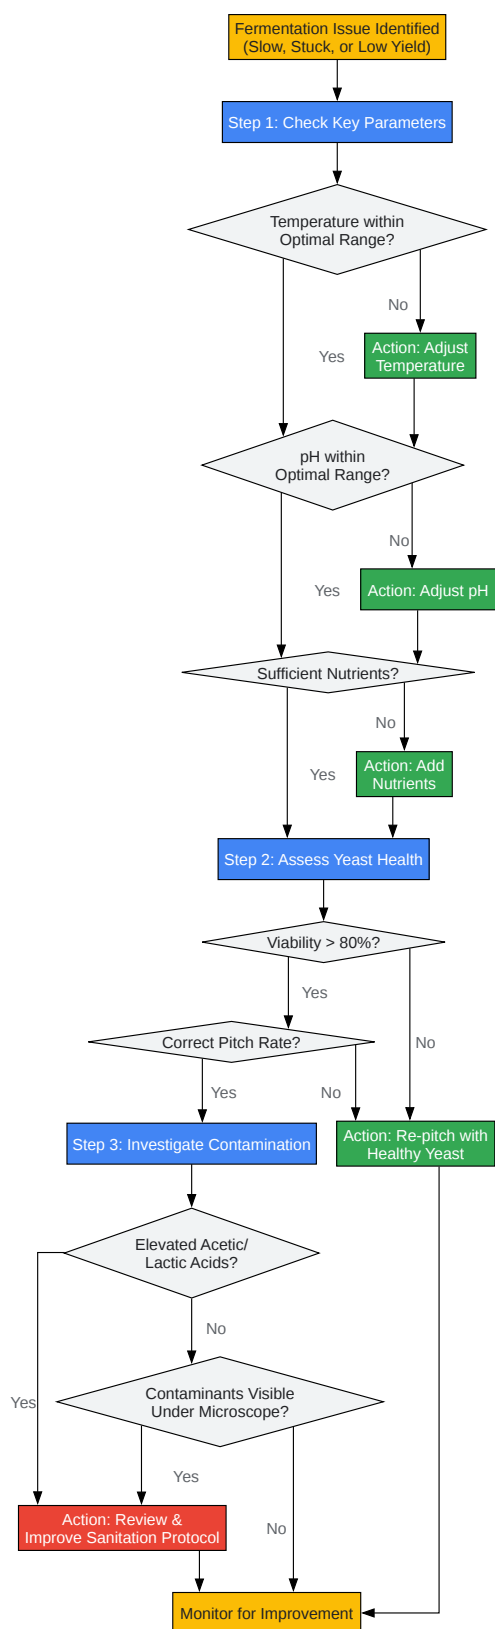 Fermentation Issue Identified
(Slow, Stuck, or Low Yield)
Step 1: Check Key Parameters
Temperature within
Optimal Range?
No
Yes
Action: Adjust
Temperature
pH within
Optimal Range?
No
Yes
Action: Adjust pH
Sufficient Nutrients?
No
Yes
Action: Add
Nutrients
Step 2: Assess Yeast Health
Viability > 80%?
Yes
No
Correct Pitch Rate?
Yes
No
Step 3: Investigate Contamination
Action: Re-pitch with
Healthy Yeast
Elevated Acetic/
Lactic Acids?
No
Yes
Contaminants Visible
Under Microscope?
Yes
No
Action: Review &
Improve Sanitation Protocol
Monitor for Improvement